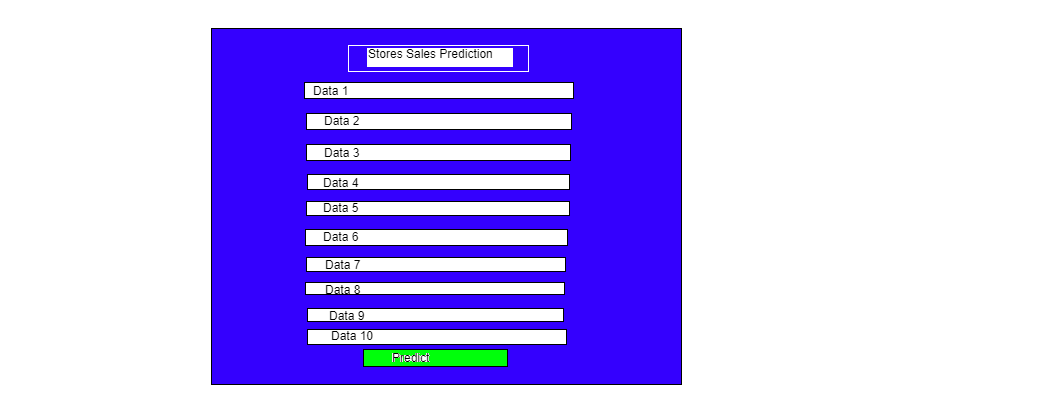 Stores Sales Prediction
Data 1
Data 2
Data 3
Data 4
Data 5
Data 6
Data 7
Data 8
Data 9
Data 10
Predict